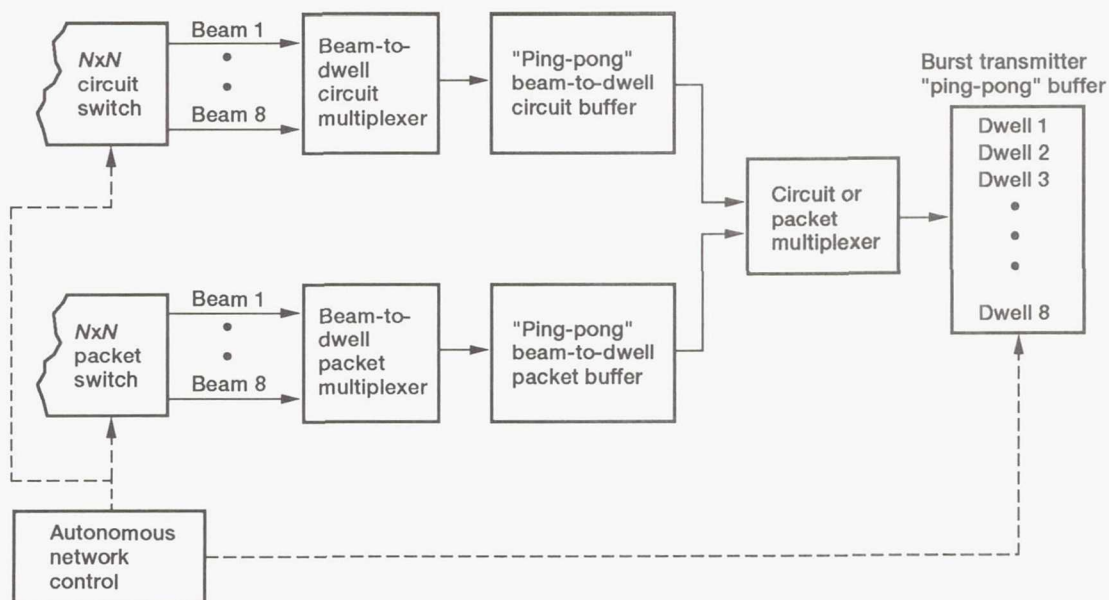 NxN
circuit
switch
Beam 1
Beam 8
Beam-to-
dwell
circuit
multiplexer
"Ping-pong"
beam-to-dwell
circuit buffer
NxN
packet
switch
Beam 1
Beam 8
Beam-to-
dwell
packet
multiplexer
"Ping-pong"
beam-to-dwell
packet buffer
Circuit or
packet
multiplexer
Burst transmitter
"ping-pong" buffer
Dwell 1
Dwell 2
Dwell 3
Dwell 8
Autonomous
network
control